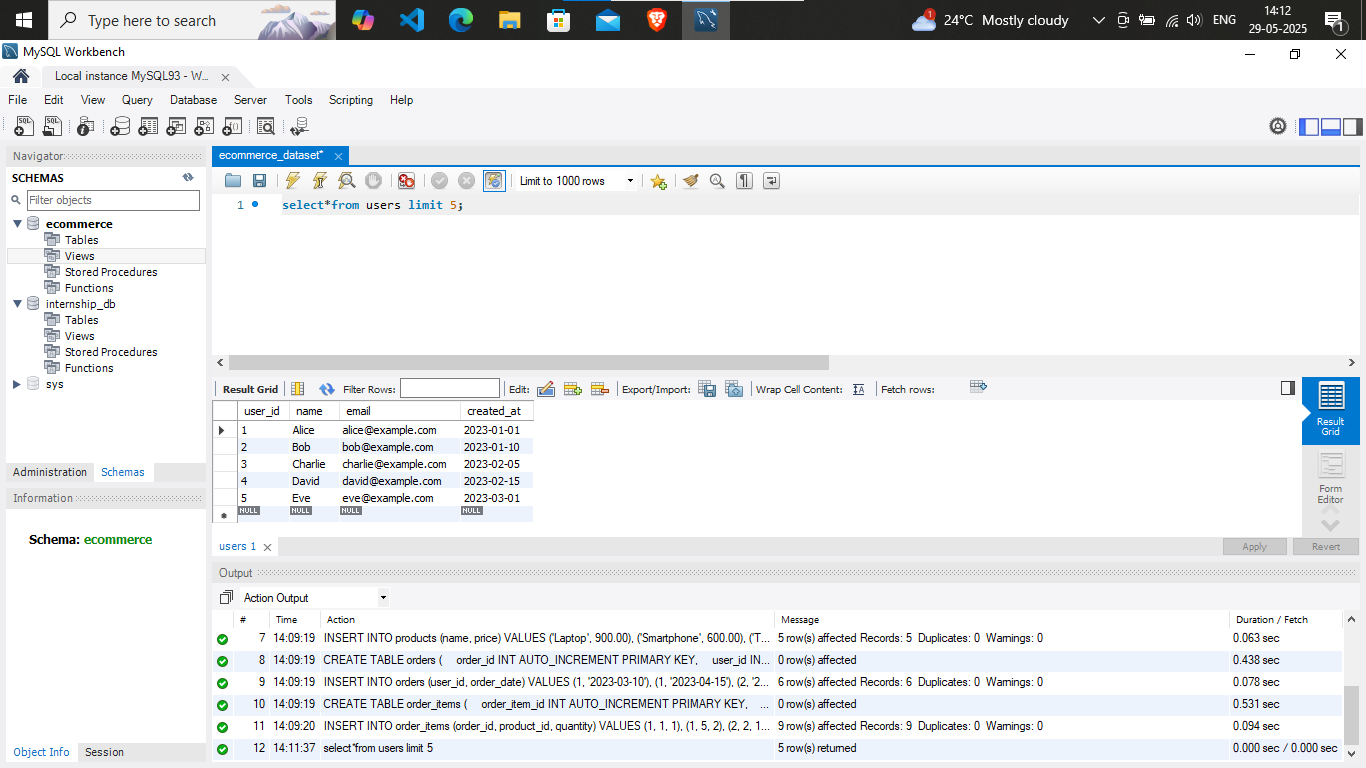 Type here to search
24°C Mostly cloudy
ENG
14:12
29-05-2025
1
MySQL Workbench
Local instance MySQL93 - W...
File Edit View Query Database Server Tools Scripting Help
Navigator
SCHEMAS
Filter objects
ecommerce
Tables
Views
Stored Procedures
Functions
internship_db
Tables
Views
Stored Procedures
Functions
sys
Administration Schemas
Information
Schema: ecommerce
Object Info Session
ecommerce_dataset*
Limit to 1000 rows
1 select*from users limit 5;
Result Grid Filter Rows: Edit: Export/Import: Wrap Cell Content: IA Fetch rows:
user_id name email created_at
1 Alice alice@example.com 2023-01-01
2 Bob bob@example.com 2023-01-10
3 Charlie charlie@example.com 2023-02-05
4 David david@example.com 2023-02-15
5 Eve eve@example.com 2023-03-01
NULL NULL NULL NULL
Result
Grid
Form
Editor
users 1
Apply Revert
Output
Action Output
# Time Action Message Duration / Fetch
7 14:09:19 INSERT INTO products (name, price) VALUES ('Laptop', 900.00), ('Smartphone', 600.00), ('T... 5 row(s) affected Records: 5 Duplicates: 0 Warnings: 0 0.063 sec
8 14:09:19 CREATE TABLE orders ( order_id INT AUTO_INCREMENT PRIMARY KEY, user_id IN... 0 row(s) affected 0.438 sec
9 14:09:19 INSERT INTO orders (user_id, order_date) VALUES (1, '2023-03-10'), (1, '2023-04-15'), (2, '2... 6 row(s) affected Records: 6 Duplicates: 0 Warnings: 0 0.078 sec
10 14:09:19 CREATE TABLE order_items ( order_item_id INT AUTO_INCREMENT PRIMARY KEY, ... 0 row(s) affected 0.531 sec
11 14:09:20 INSERT INTO order_items (order_id, product_id, quantity) VALUES (1, 1, 1), (1, 5, 2), (2, 2, 1... 9 row(s) affected Records: 9 Duplicates: 0 Warnings: 0 0.094 sec
12 14:11:37 select*from users limit 5 5 row(s) returned 0.000 sec / 0.000 sec